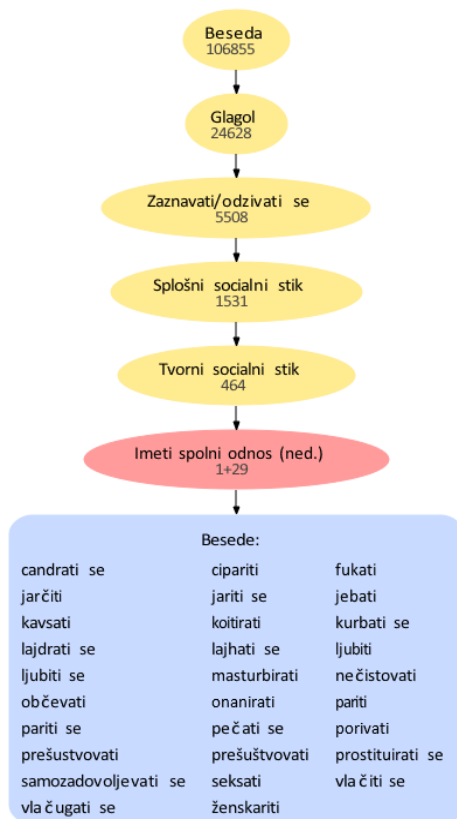 Beseda
106855
Glagol
24628
Zaznavati/odzivati se
5508
Splošni socialni stik
1531
Tvorni socialni stik
464
Imeti spolni odnos (ned.)
1+29
Besede:
candrati se cipariti fukati
jarčiti jariti se jebati
kavsati koitirati kurbati se
lajdrati se lajhati se ljubiti
ljubiti se masturbirati nečistovati
občevati onanirati pariti
pariti se pečati se porivati
prešustvovati prešuštvovati prostituirati se
samozadovoljevati se seksati vlačiti se
vlačugati se ženskariti